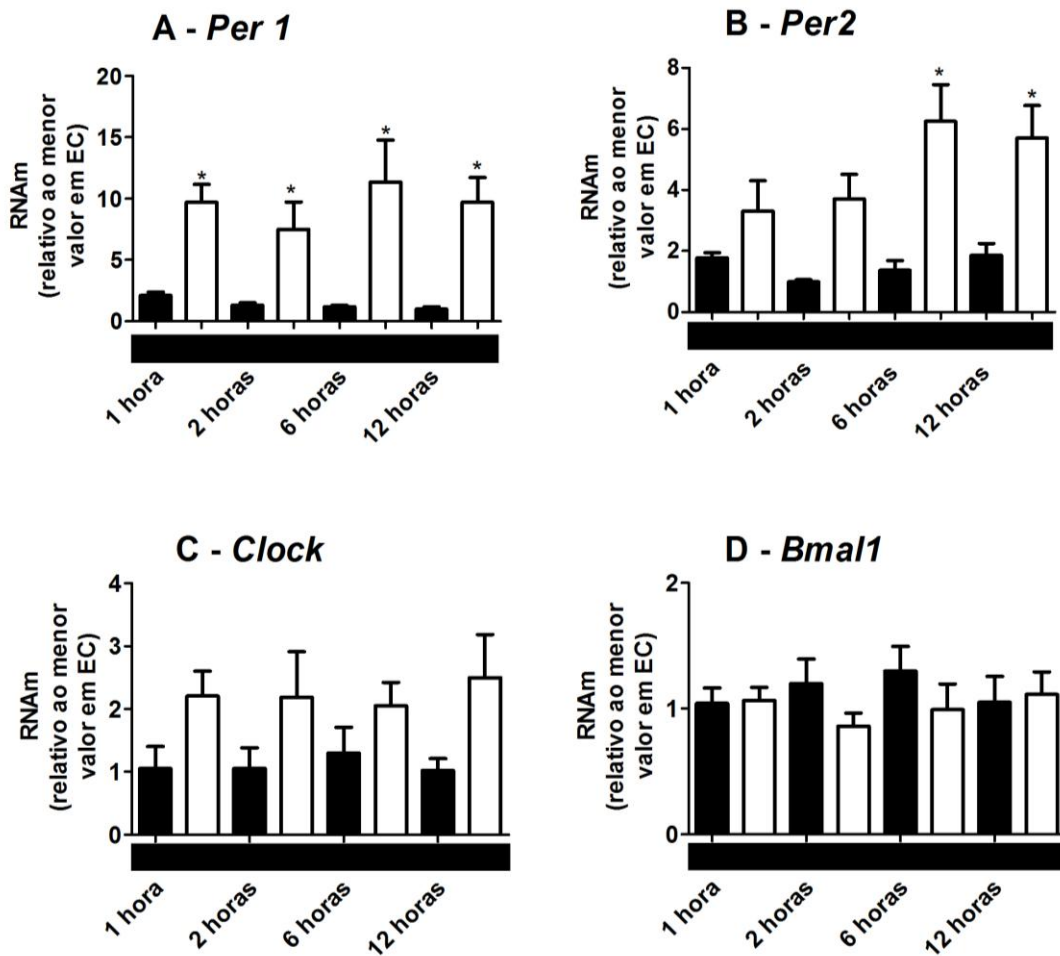 A - Per 1
RNAm
(relativo ao menor
valor em EC)
20
15
10
5
0
*
*
*
*
1 hora
2 horas
6 horas
12 horas
B - Per2
RNAm
(relativo ao menor
valor em EC)
8
6
4
2
0
*
*
1 hora
2 horas
6 horas
12 horas
C - Clock
RNAm
(relativo ao menor
valor em EC)
4
3
2
1
0
1 hora
2 horas
6 horas
12 horas
D - Bmal1
RNAm
(relativo ao menor
valor em EC)
2
1
0
1 hora
2 horas
6 horas
12 horas